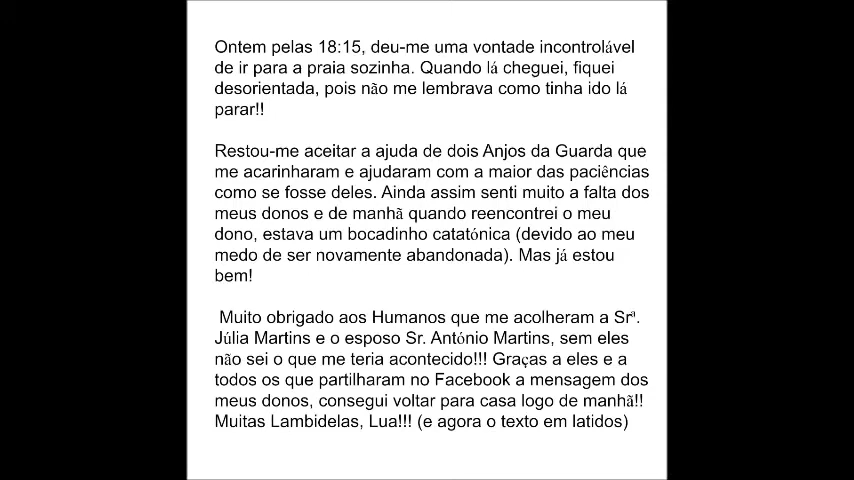 Ontem pelas 18:15, deu-me uma vontade incontrolável
de ir para a praia sozinha. Quando lá cheguei, fiquei
desorientada, pois não me lembrava como tinha ido lá
parar!!
Restou-me aceitar a ajuda de dois Anjos da Guarda que
me acarinharam e ajudaram com a maior das paciências
como se fosse deles. Ainda assim senti muito a falta dos
meus donos e de manhã quando reencontrei o meu
dono, estava um bocadinho catatónica (devido ao meu
medo de ser novamente abandonada). Mas já estou
bem!
Muito obrigado aos Humanos que me acolheram a Srª.
Júlia Martins e o esposo Sr. António Martins, sem eles
não sei o que me teria acontecido!!! Graças a eles e a
todos os que partilharam no Facebook a mensagem dos
meus donos, consegui voltar para casa logo de manhã!!
Muitas Lambidelas, Lua!!! (e agora o texto em latidos)